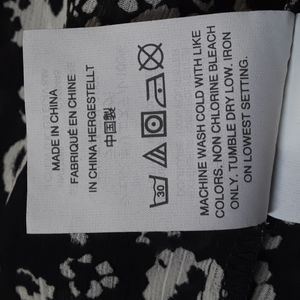 MADE IN CHINA
FABRIQUÉ EN CHINE
IN CHINA HERGESTELLT
中国製
30
MACHINE WASH COLD WITH LIKE
COLORS. NON CHLORINE BLEACH
ONLY. TUMBLE DRY LOW. IRON
ON LOWEST SETTING.